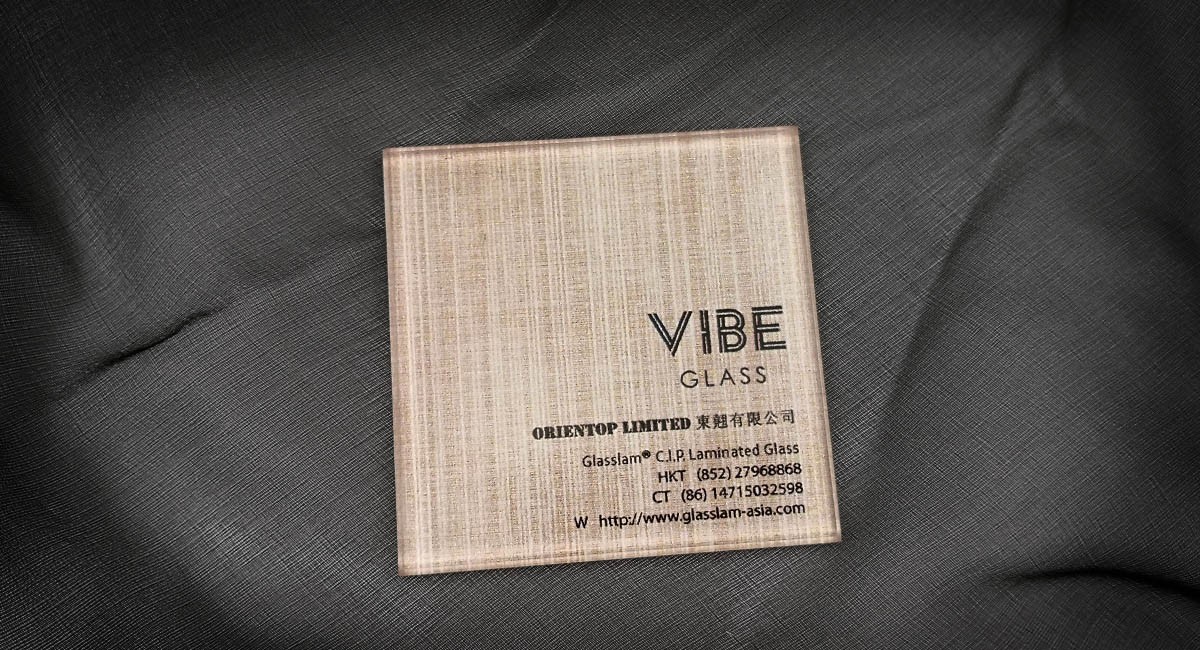 VIBE
GLASS
ORIENTOP LIMITED 東翹有限公司
Glasslam® C.I.P. Laminated Glass
HKT (852) 27968868
CT (86) 14715032598
W http://www.glasslam-asia.com